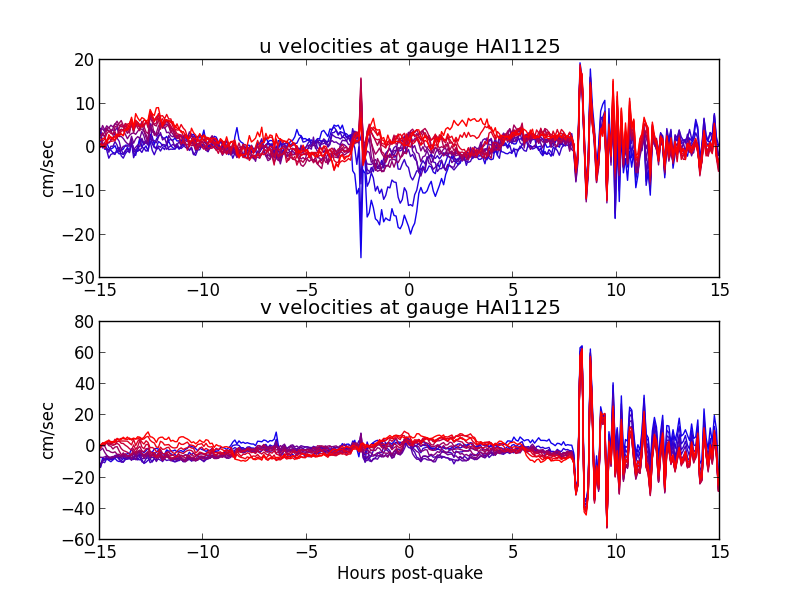 u velocities at gauge HAI1125
20
10
0
−10
−20
−30
cm/sec
−15 −10 −5 0 5 10 15
v velocities at gauge HAI1125
80
60
40
20
0
−20
−40
−60
cm/sec
−15 −10 −5 0 5 10 15
Hours post-quake